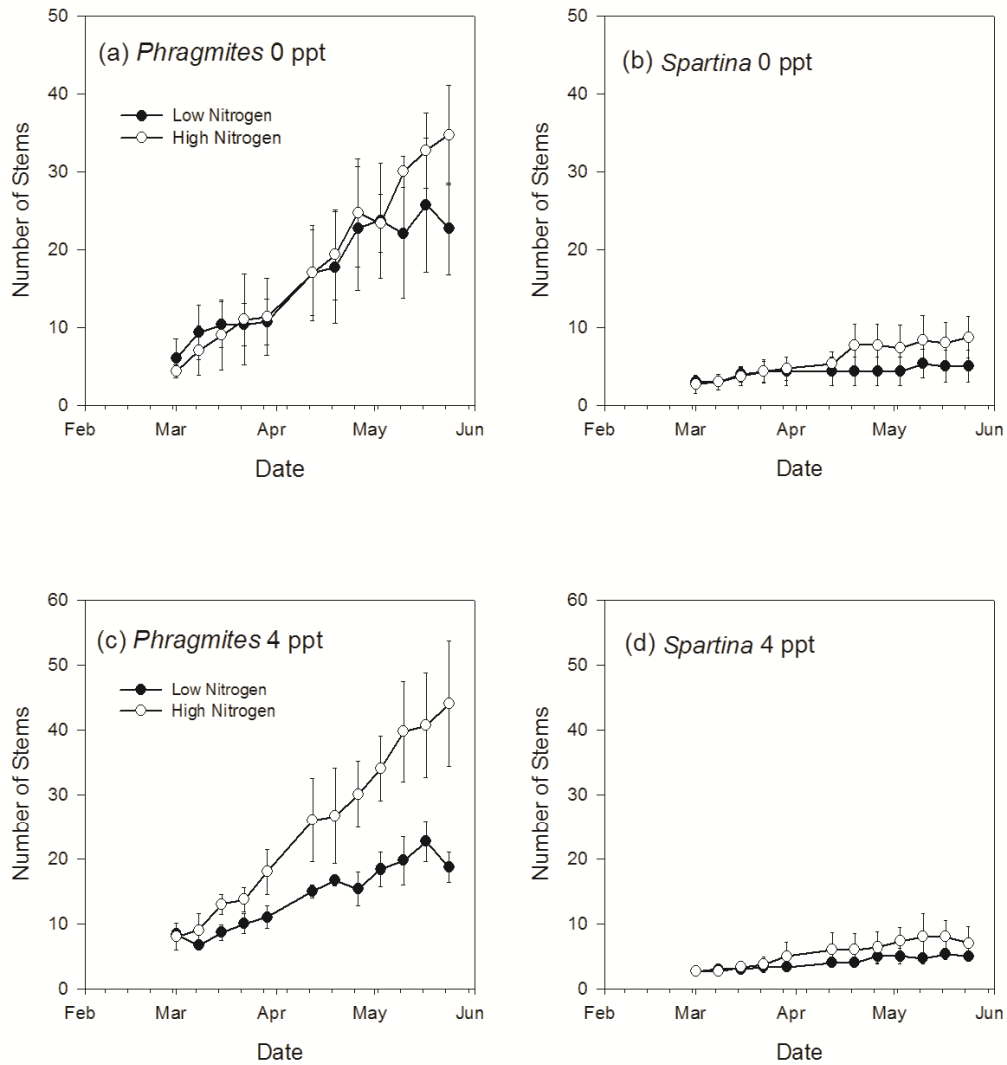 (a) Phragmites 0 ppt
Low Nitrogen
High Nitrogen
Number of Stems
50
40
30
20
10
0
Feb Mar Apr May Jun
Date
(b) Spartina 0 ppt
Number of Stems
50
40
30
20
10
0
Feb Mar Apr May Jun
Date
(c) Phragmites 4 ppt
Low Nitrogen
High Nitrogen
Number of Stems
60
50
40
30
20
10
0
Feb Mar Apr May Jun
Date
(d) Spartina 4 ppt
Number of Stems
60
50
40
30
20
10
0
Feb Mar Apr May Jun
Date